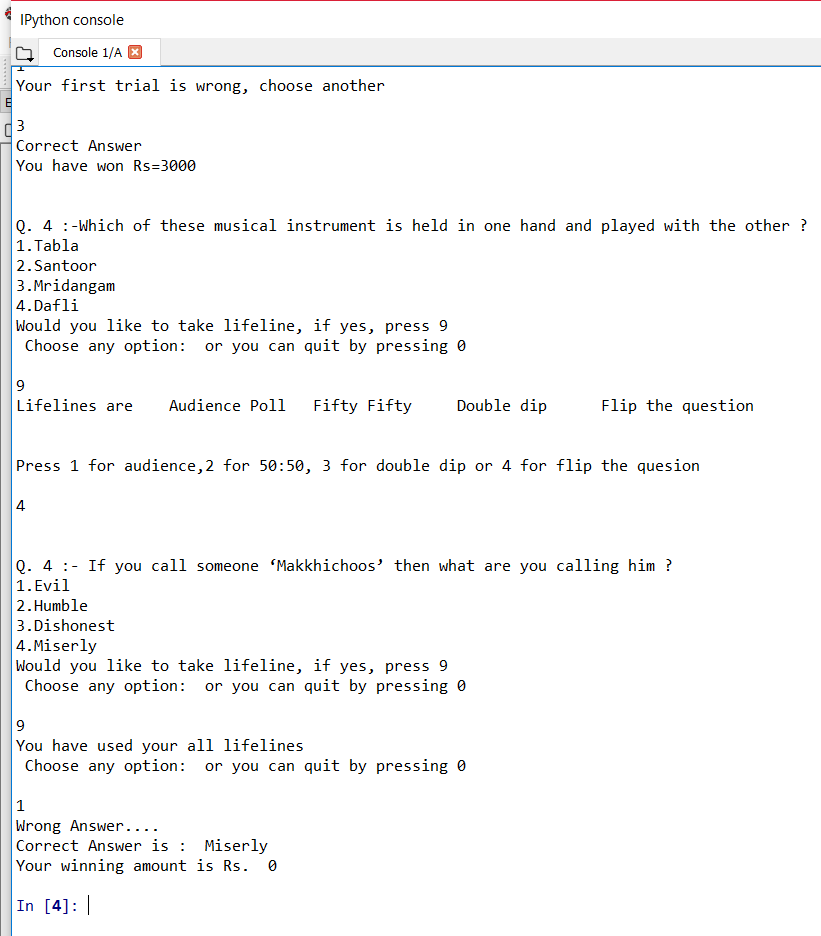 IPython console
Console 1/A
1
Your first trial is wrong, choose another
3
Correct Answer
You have won Rs=3000
Q. 4 :-Which of these musical instrument is held in one hand and played with the other ?
1.Tabla
2.Santoor
3.Mridangam
4.Dafli
Would you like to take lifeline, if yes, press 9
Choose any option:  or you can quit by pressing 0
9
Lifelines are    Audience Poll   Fifty Fifty     Double dip      Flip the question
Press 1 for audience,2 for 50:50, 3 for double dip or 4 for flip the quesion
4
Q. 4 :- If you call someone ‘Makkhichoos’ then what are you calling him ?
1.Evil
2.Humble
3.Dishonest
4.Miserly
Would you like to take lifeline, if yes, press 9
Choose any option:  or you can quit by pressing 0
9
You have used your all lifelines
Choose any option:  or you can quit by pressing 0
1
Wrong Answer....
Correct Answer is :  Miserly
Your winning amount is Rs.  0
In [4]: